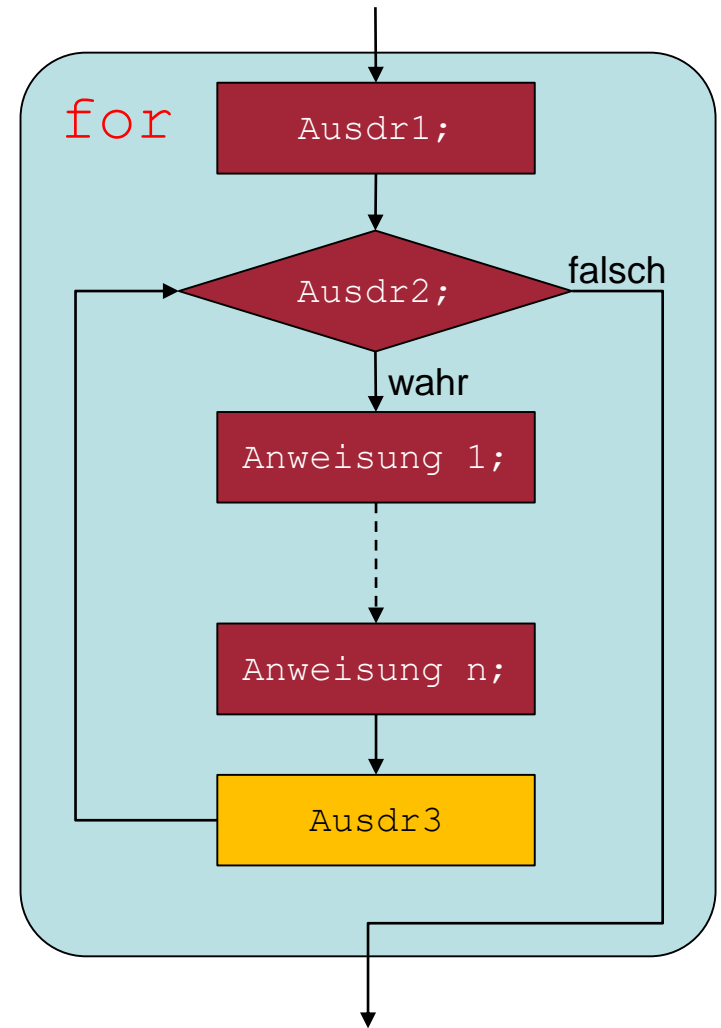 for
Ausdr1;
Ausdr2;
falsch
wahr
Anweisung 1;
Anweisung n;
Ausdr3